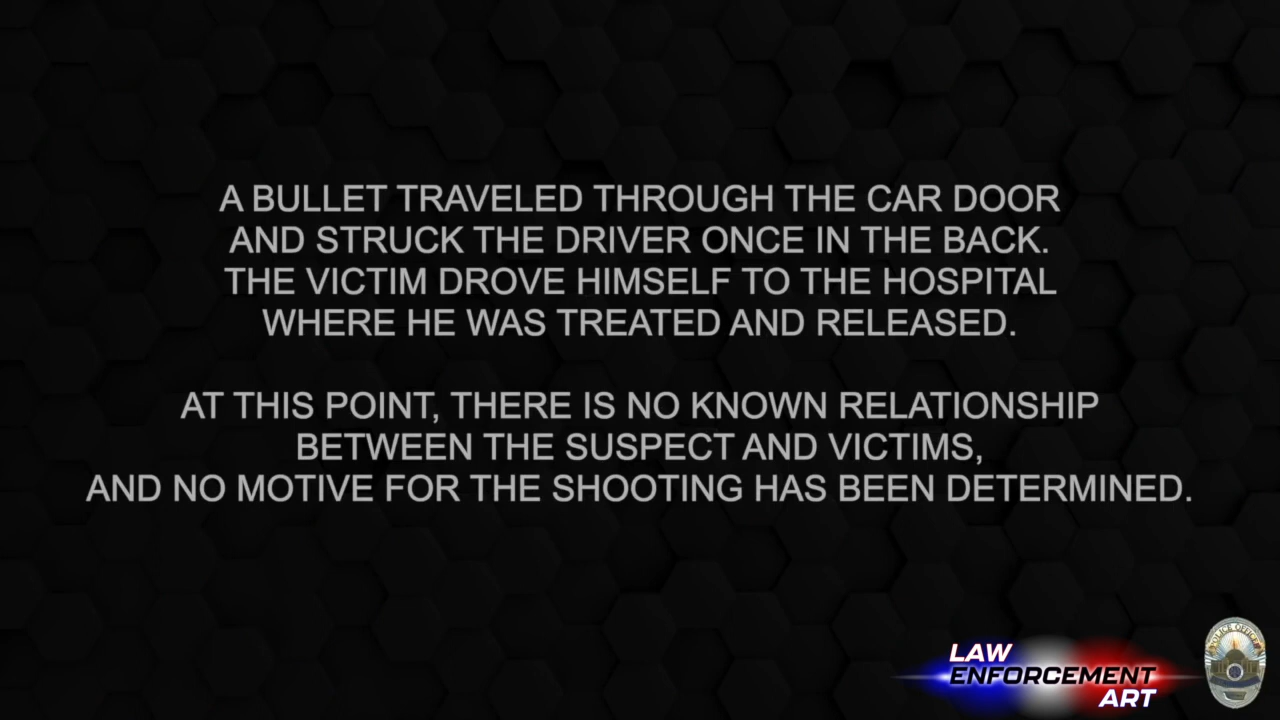 A BULLET TRAVELED THROUGH THE CAR DOOR
AND STRUCK THE DRIVER ONCE IN THE BACK.
THE VICTIM DROVE HIMSELF TO THE HOSPITAL
WHERE HE WAS TREATED AND RELEASED.
AT THIS POINT, THERE IS NO KNOWN RELATIONSHIP
BETWEEN THE SUSPECT AND VICTIMS,
AND NO MOTIVE FOR THE SHOOTING HAS BEEN DETERMINED.
LAW
ENFORCEMENT
ART
POLICE OFFICER